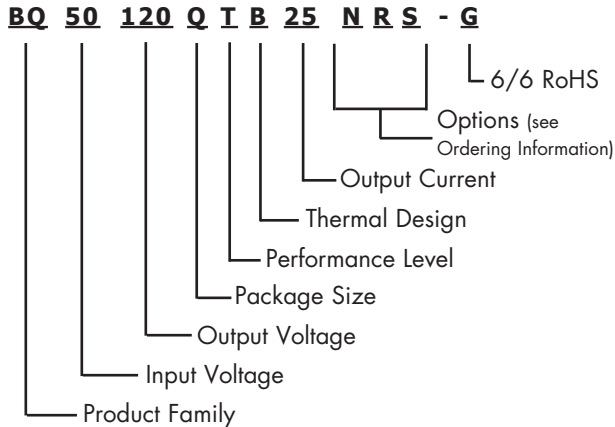 BQ 50 120 Q T B 25 N R S - G
6/6 RoHS
Options (see
Ordering Information)
Output Current
Thermal Design
Performance Level
Package Size
Output Voltage
Input Voltage
Product Family